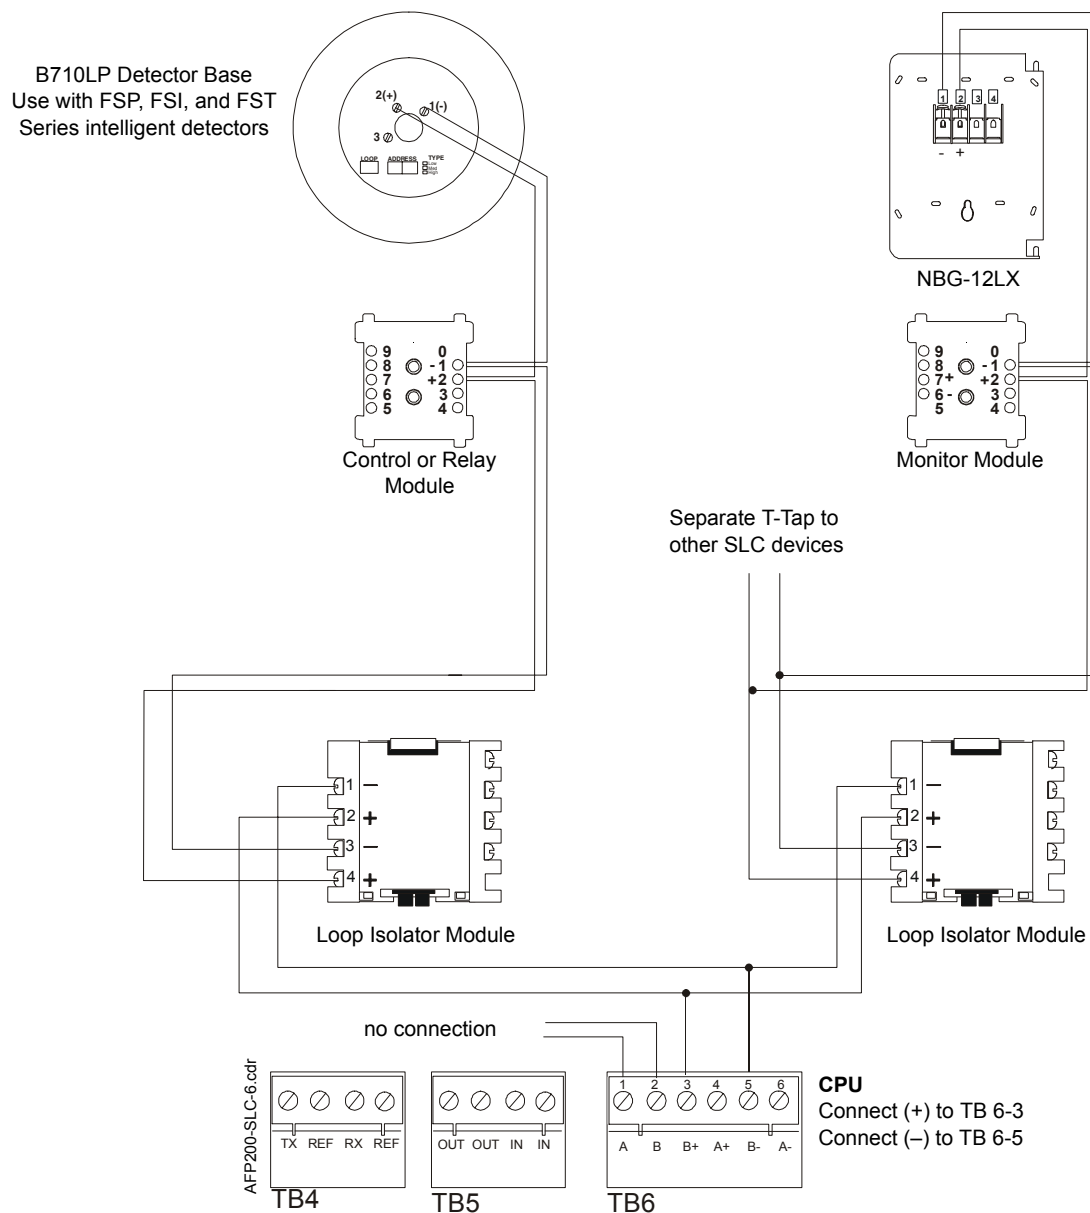 B710LP Detector Base
Use with FSP, FSI, and FST
Series intelligent detectors
2(+)
1(-)
3
LOOP
ADDRESS
TYPE
Low
Med
High
1 2 3 4
- +
NBG-12LX
9 0
8 -1
7 +2
6 3
5 4
Control or Relay
Module
9 0
8 -1
7+ +2
6- 3
5 4
Monitor Module
Separate T-Tap to
other SLC devices
1 −
2 +
3 −
4 +
Loop Isolator Module
1 −
2 +
3 −
4 +
Loop Isolator Module
no connection
AFP200-SLC-6.cdr
TX REF RX REF
TB4
OUT OUT IN IN
TB5
1 2 3 4 5 6
A B B+ A+ B- A-
TB6
CPU
Connect (+) to TB 6-3
Connect (–) to TB 6-5